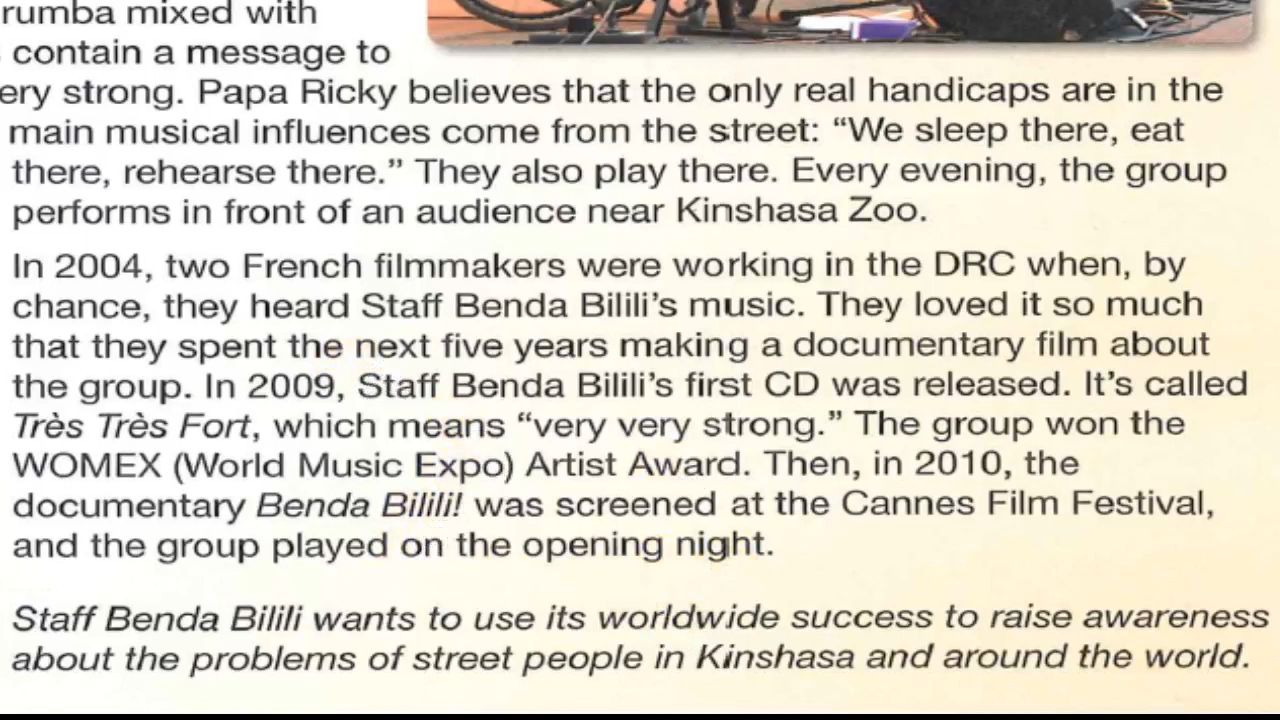 rumba mixed with
contain a message to
ery strong. Papa Ricky believes that the only real handicaps are in the
main musical influences come from the street: “We sleep there, eat
there, rehearse there.” They also play there. Every evening, the group
performs in front of an audience near Kinshasa Zoo.
In 2004, two French filmmakers were working in the DRC when, by
chance, they heard Staff Benda Bilili’s music. They loved it so much
that they spent the next five years making a documentary film about
the group. In 2009, Staff Benda Bilili’s first CD was released. It’s called
Très Très Fort, which means “very very strong.” The group won the
WOMEX (World Music Expo) Artist Award. Then, in 2010, the
documentary Benda Bilili! was screened at the Cannes Film Festival,
and the group played on the opening night.
Staff Benda Bilili wants to use its worldwide success to raise awareness
about the problems of street people in Kinshasa and around the world.